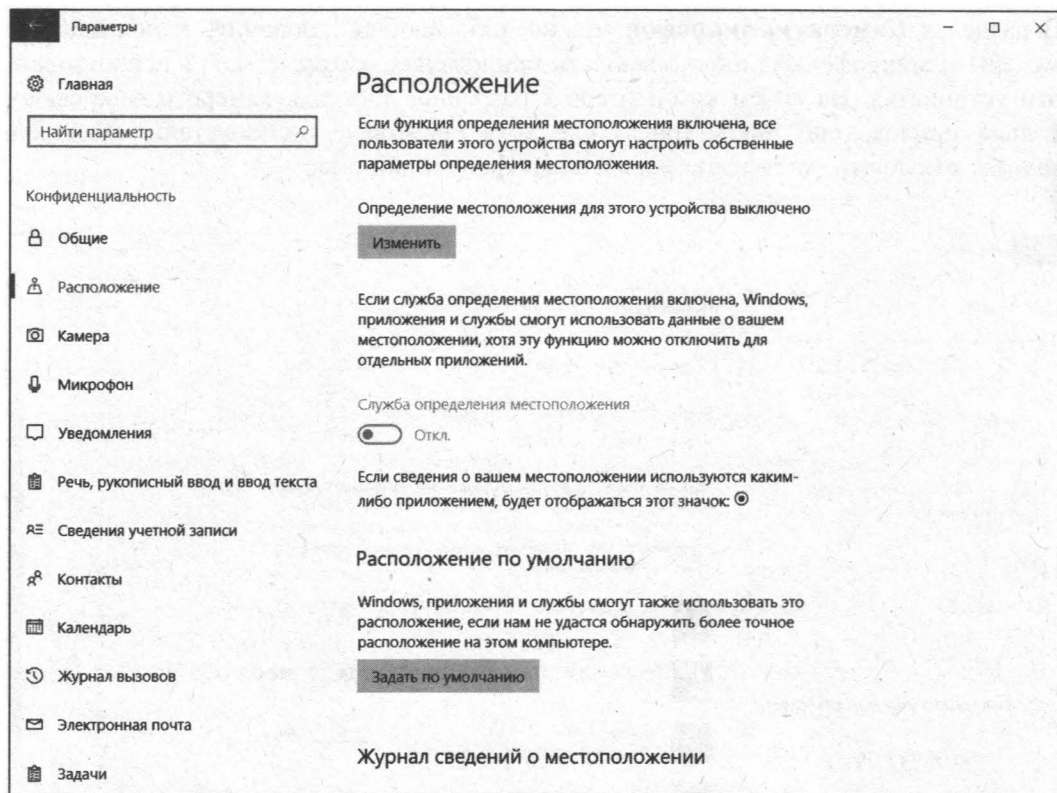 Параметры
Главная
Найти параметр
Конфиденциальность
Общие
Расположение
Камера
Микрофон
Уведомления
Речь, рукописный ввод и ввод текста
Сведения учетной записи
Контакты
Календарь
Журнал вызовов
Электронная почта
Задачи
Расположение
Если функция определения местоположения включена, все
пользователи этого устройства смогут настроить собственные
параметры определения местоположения.
Определение местоположения для этого устройства выключено
Изменить
Если служба определения местоположения включена, Windows,
приложения и службы смогут использовать данные о вашем
местоположении, хотя эту функцию можно отключить для
отдельных приложений.
Служба определения местоположения
Откл.
Если сведения о вашем местоположении используются каким-
либо приложением, будет отображаться этот значок:
Расположение по умолчанию
Windows, приложения и службы смогут также использовать это
расположение, если нам не удастся обнаружить более точное
расположение на этом компьютере.
Задать по умолчанию
Журнал сведений о местоположении